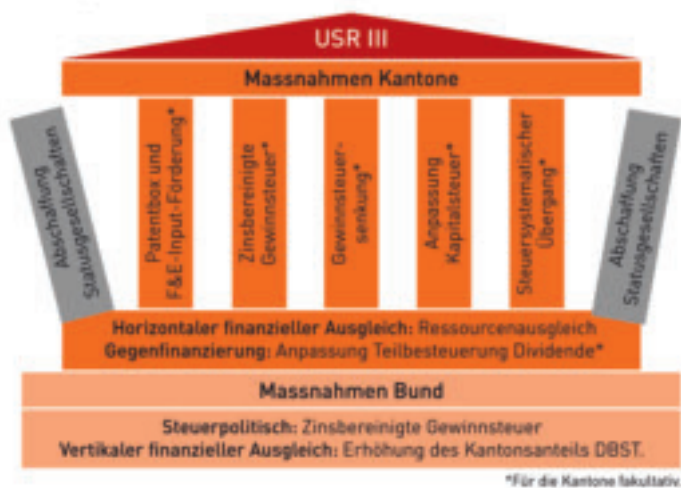 USR III
Massnahmen Kantone
Abschaffung
Statusgesellschaften
Patentbox und
F&E-Input-Förderung*
Zinsbereinigte
Gewinnsteuer*
Gewinnsteuer-
senkung*
Anpassung
Kapitalsteuer*
Steuersystematischer
Übergang*
Abschaffung
Statusgesellschaften
Horizontaler finanzieller Ausgleich: Ressourcenausgleich
Gegenfinanzierung: Anpassung Teilbesteuerung Dividende*
Massnahmen Bund
Steuerpolitisch: Zinsbereinigte Gewinnsteuer
Vertikaler finanzieller Ausgleich: Erhöhung des Kantonsanteils DBST.
*Für die Kantone fakultativ.